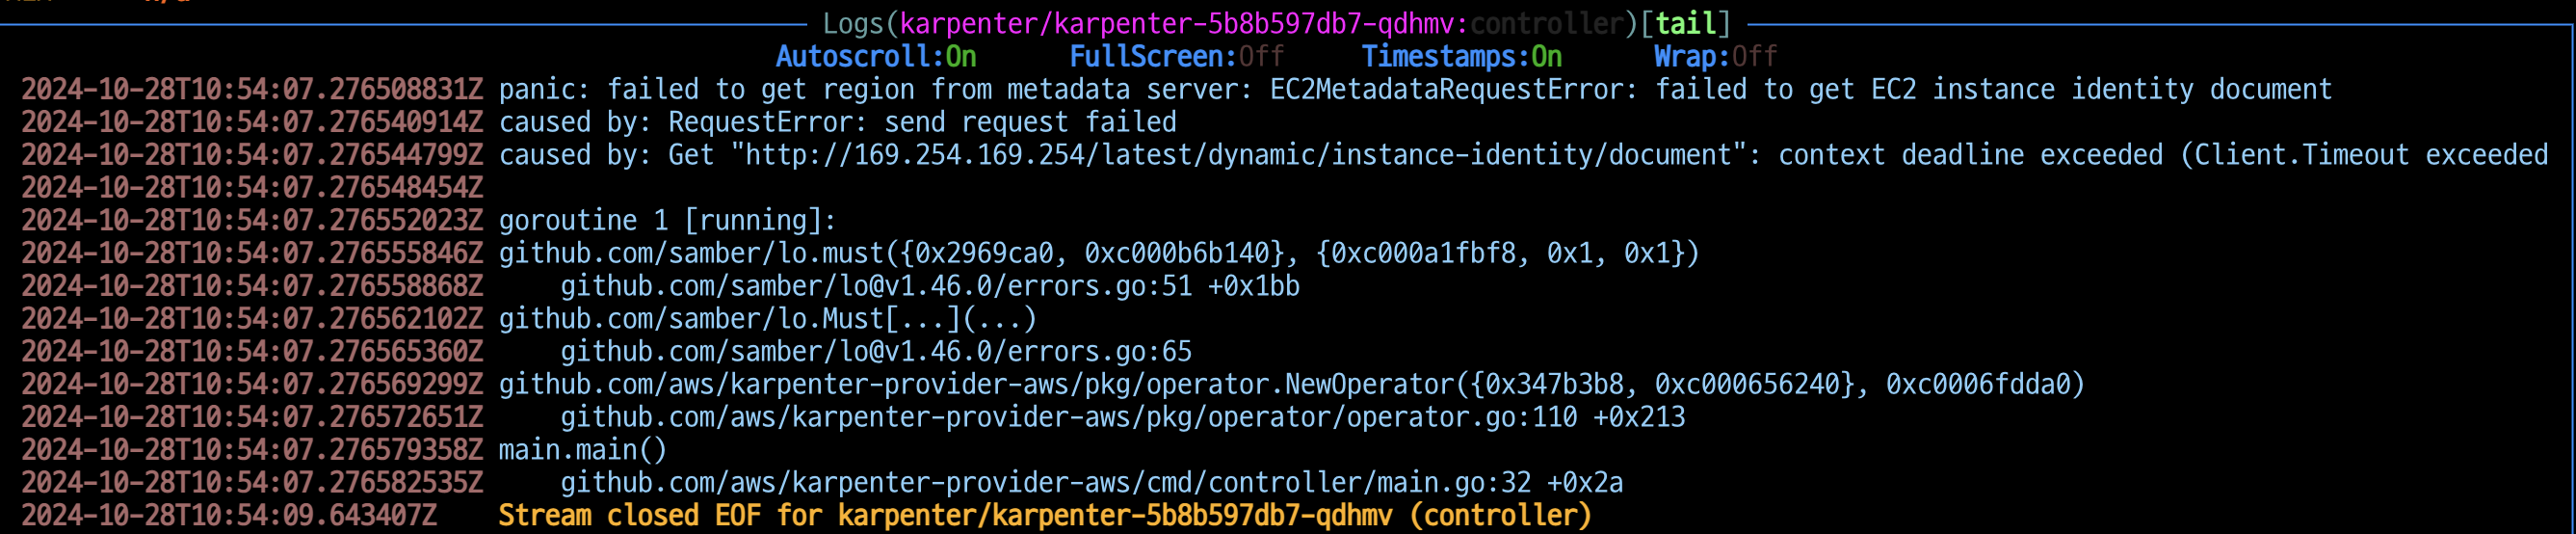 Logs(karpenter/karpenter-5b8b597db7-qdhmv:controller)[tail]
Autoscroll:On FullScreen:Off Timestamps:On Wrap:Off
2024-10-28T10:54:07.276508831Z panic: failed to get region from metadata server: EC2MetadataRequestError: failed to get EC2 instance identity document
2024-10-28T10:54:07.276540914Z caused by: RequestError: send request failed
2024-10-28T10:54:07.276544799Z caused by: Get "http://169.254.169.254/latest/dynamic/instance-identity/document": context deadline exceeded (Client.Timeout exceeded
2024-10-28T10:54:07.276548454Z
2024-10-28T10:54:07.276552023Z goroutine 1 [running]:
2024-10-28T10:54:07.276555846Z github.com/samber/lo.must({0x2969ca0, 0xc000b6b140}, {0xc000a1fbf8, 0x1, 0x1})
2024-10-28T10:54:07.276558868Z     github.com/samber/lo@v1.46.0/errors.go:51 +0x1bb
2024-10-28T10:54:07.276562102Z github.com/samber/lo.Must[...](...)
2024-10-28T10:54:07.276565360Z     github.com/samber/lo@v1.46.0/errors.go:65
2024-10-28T10:54:07.276569299Z github.com/aws/karpenter-provider-aws/pkg/operator.NewOperator({0x347b3b8, 0xc000656240}, 0xc0006fdda0)
2024-10-28T10:54:07.276572651Z     github.com/aws/karpenter-provider-aws/pkg/operator/operator.go:110 +0x213
2024-10-28T10:54:07.276579358Z main.main()
2024-10-28T10:54:07.276582535Z     github.com/aws/karpenter-provider-aws/cmd/controller/main.go:32 +0x2a
2024-10-28T10:54:09.643407Z    Stream closed EOF for karpenter/karpenter-5b8b597db7-qdhmv (controller)